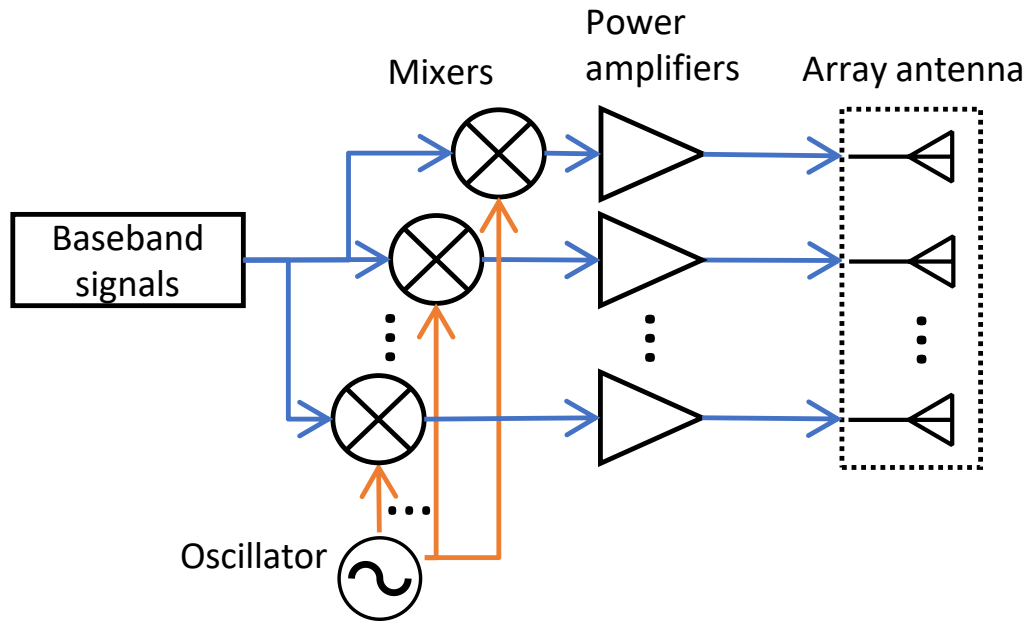 Power
amplifiers
Mixers
Array antenna
Baseband
signals
Oscillator